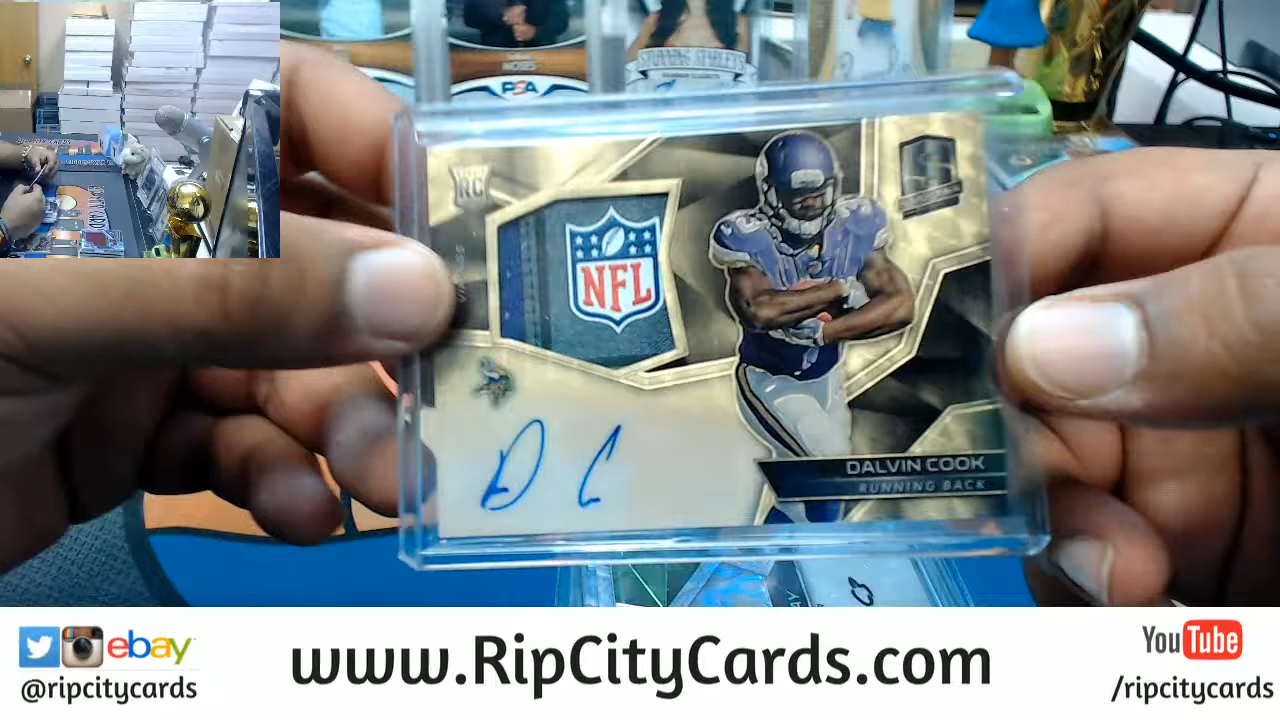 PSA
RC
NFL
D C
DALVIN COOK
RUNNING BACK
ebay
@ripcitycards
www.RipCityCards.com
YouTube
/ripcitycards